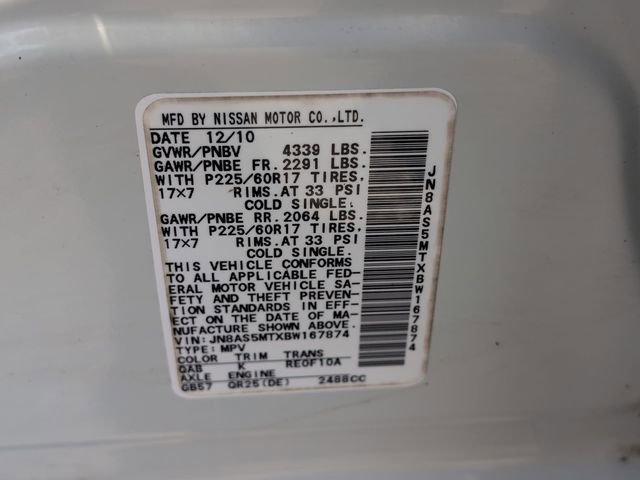 MFD BY NISSAN MOTOR CO.,LTD.
DATE 12/10
GVWR/PNBV 4339 LBS.
GAWR/PNBE FR. 2291 LBS.
WITH P225/60R17 TIRES,
17×7 RIMS.AT 33 PSI
COLD SINGLE.
GAWR/PNBE RR. 2064 LBS.
WITH P225/60R17 TIRES,
17×7 RIMS.AT 33 PSI
COLD SINGLE.
THIS VEHICLE CONFORMS
TO ALL APPLICABLE FED-
ERAL MOTOR VEHICLE SA-
FETY AND THEFT PREVEN-
TION STANDARDS IN EFF-
ECT ON THE DATE OF MA-
NUFACTURE SHOWN ABOVE.
VIN: JN8AS5MTXBW167874
TYPE: MPV
COLOR TRIM TRANS
QAB K RE0F10A
AXLE ENGINE
GB57 QR25(DE) 2488CC
JN8AS5MTXBW167874